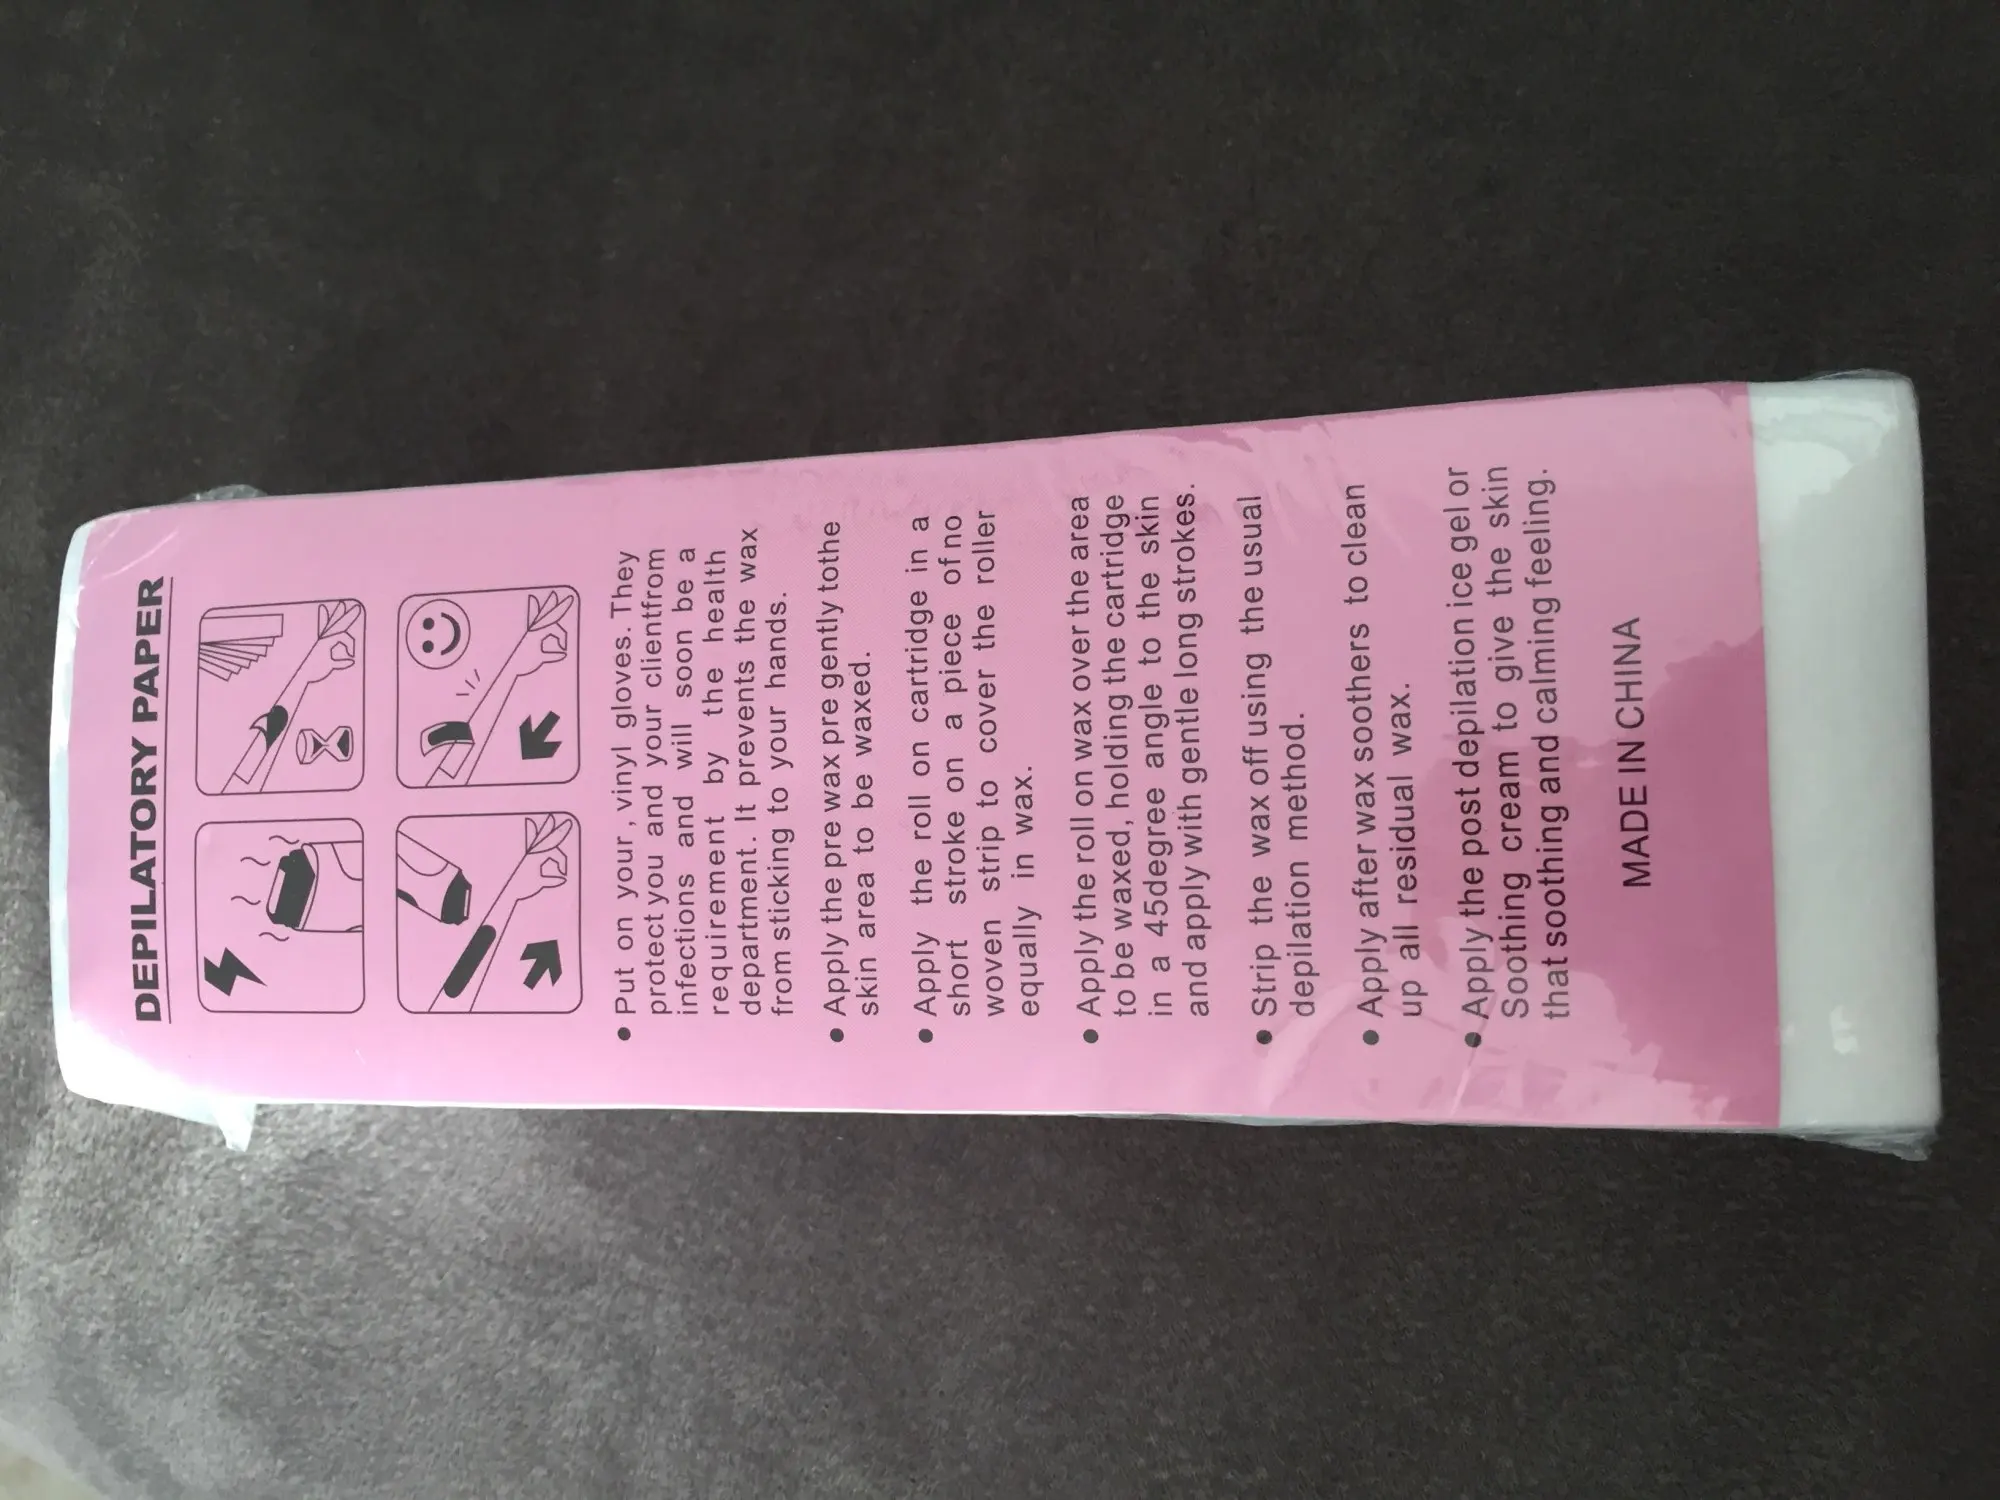 DEPILATORY PAPER
• Put on your , vinyl gloves. They
protect you and your clientfrom
infections and will soon be a
requirement by the health
department. It prevents the wax
from sticking to your hands.
• Apply the pre wax pre gently tothe
skin area to be waxed.
• Apply the roll on cartridge in a
short stroke on a piece of no
woven strip to cover the roller
equally in wax.
• Apply the roll on wax over the area
to be waxed, holding the cartridge
in a 45degree angle to the skin
and apply with gentle long strokes.
• Strip the wax off using the usual
depilation method.
• Apply after wax soothers to clean
up all residual wax.
• Apply the post depilation ice gel or
Soothing cream to give the skin
that soothing and calming feeling.
MADE IN CHINA